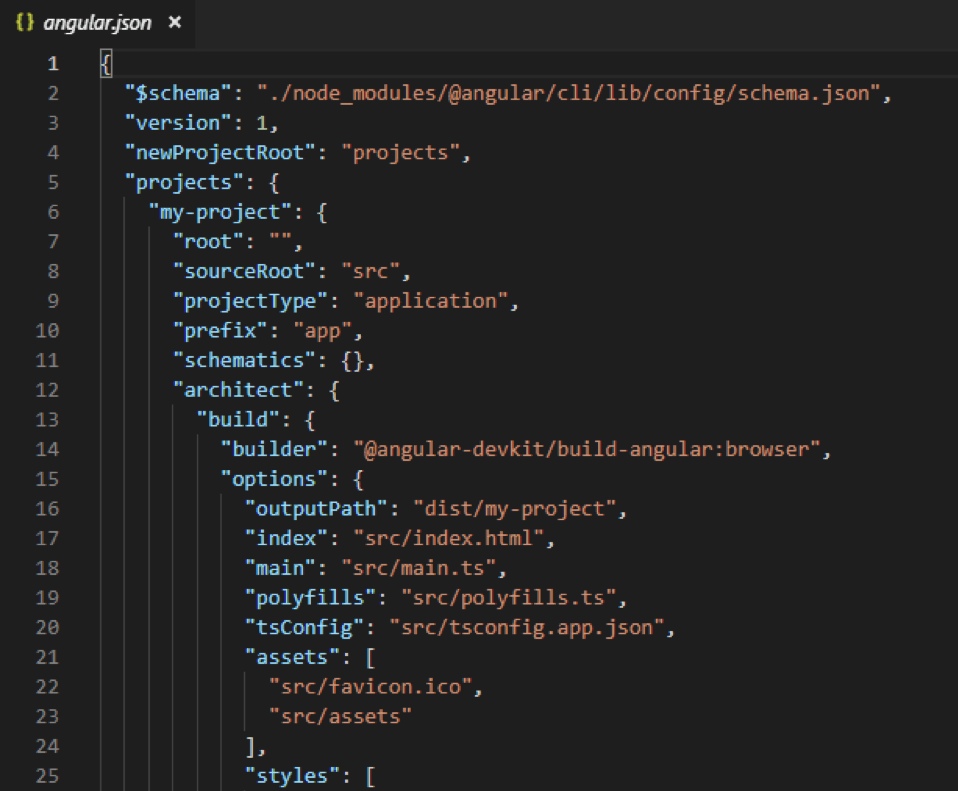 {} angular.json ×
1 {
2 "$schema": "./node_modules/@angular/cli/lib/config/schema.json",
3 "version": 1,
4 "newProjectRoot": "projects",
5 "projects": {
6 "my-project": {
7 "root": "",
8 "sourceRoot": "src",
9 "projectType": "application",
10 "prefix": "app",
11 "schematics": {},
12 "architect": {
13 "build": {
14 "builder": "@angular-devkit/build-angular:browser",
15 "options": {
16 "outputPath": "dist/my-project",
17 "index": "src/index.html",
18 "main": "src/main.ts",
19 "polyfills": "src/polyfills.ts",
20 "tsConfig": "src/tsconfig.app.json",
21 "assets": [
22 "src/favicon.ico",
23 "src/assets"
24 ],
25 "styles": [